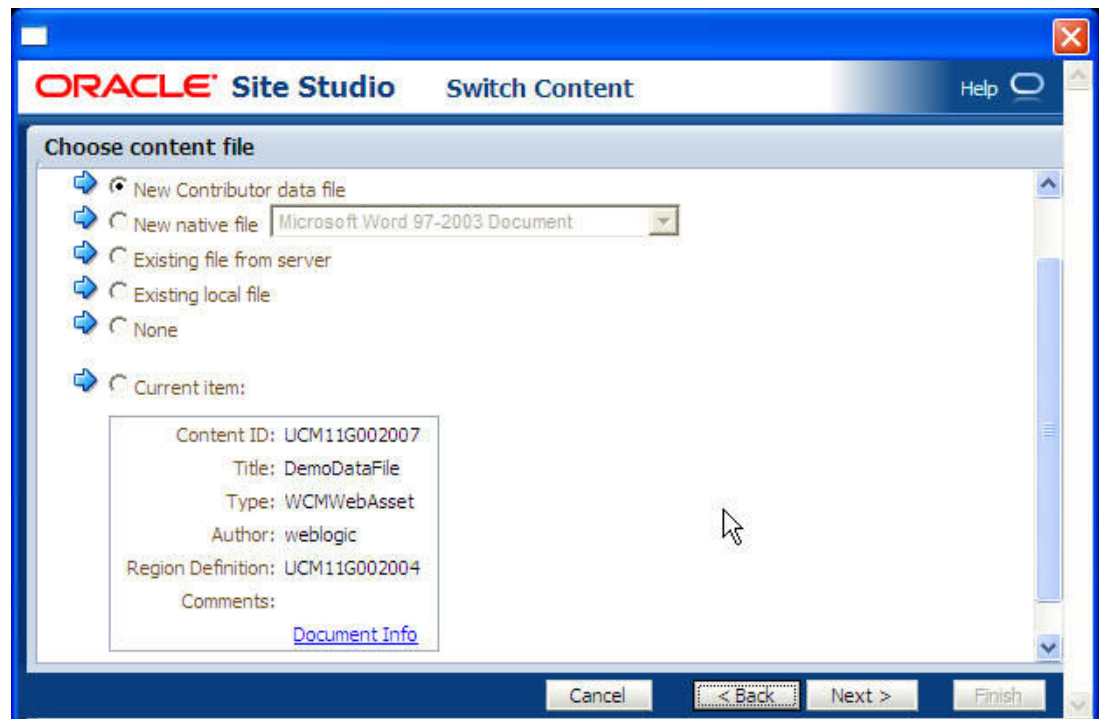 ORACLE Site Studio Switch Content Help
Choose content file
New Contributor data file
New native file Microsoft Word 97-2003 Document
Existing file from server
Existing local file
None
Current item:
Content ID: UCM11G002007
Title: DemoDataFile
Type: WCMWebAsset
Author: weblogic
Region Definition: UCM11G002004
Comments:
Document Info
Cancel < Back Next > Finish